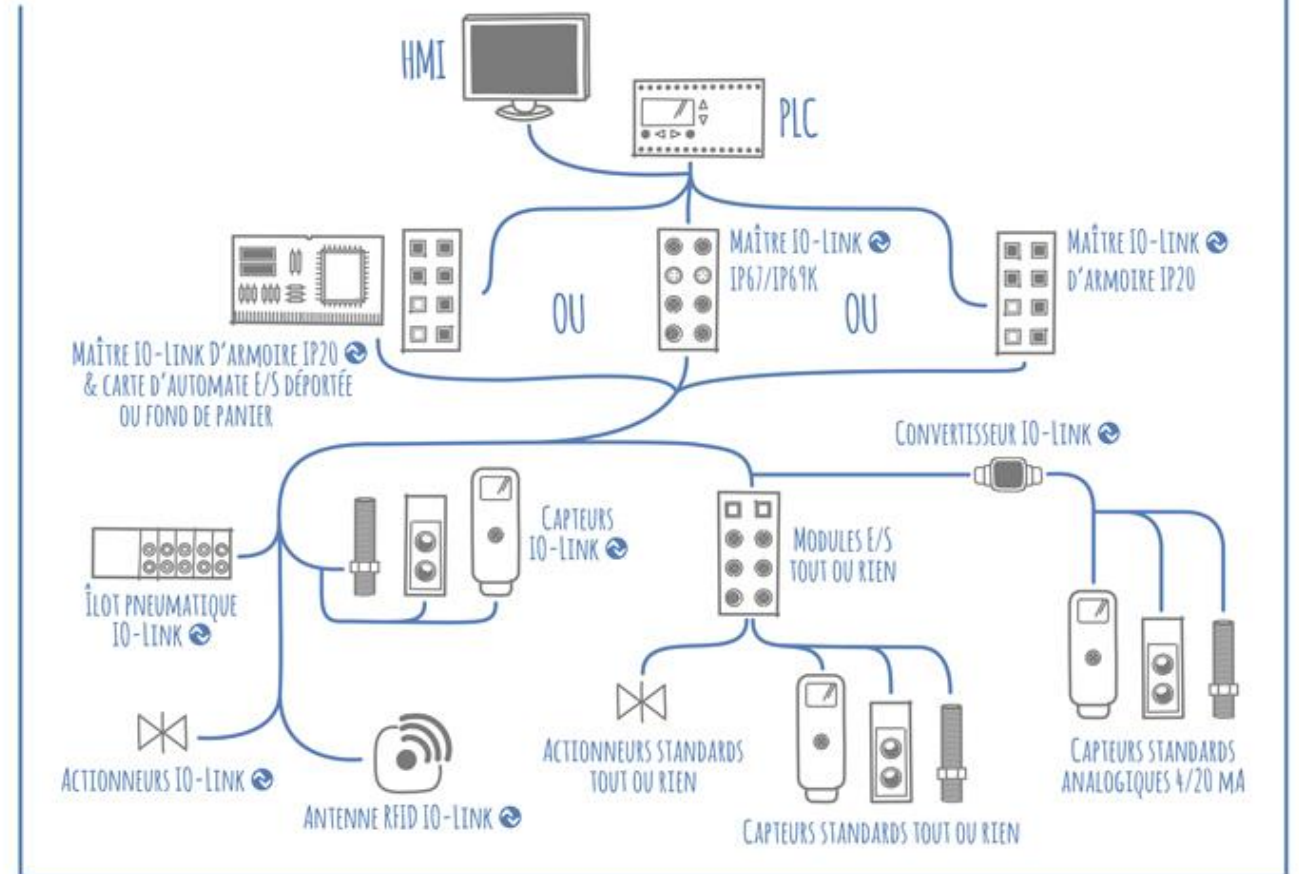 HMI
PLC
MAÎTRE IO-LINK
IP67/IP69K
MAÎTRE IO-LINK
D'ARMOIRE IP20
OU
OU
MAÎTRE IO-LINK D'ARMOIRE IP20
& CARTE D'AUTOMATE E/S DÉPORTÉE
OU FOND DE PANIER
CONVERTISSEUR IO-LINK
CAPTEURS
IO-LINK
MODULES E/S
TOUT OU RIEN
ÎLOT PNEUMATIQUE
IO-LINK
ACTIONNEURS IO-LINK
ANTENNE RFID IO-LINK
ACTIONNEURS STANDARDS
TOUT OU RIEN
CAPTEURS STANDARDS TOUT OU RIEN
CAPTEURS STANDARDS
ANALOGIQUES 4/20 MA